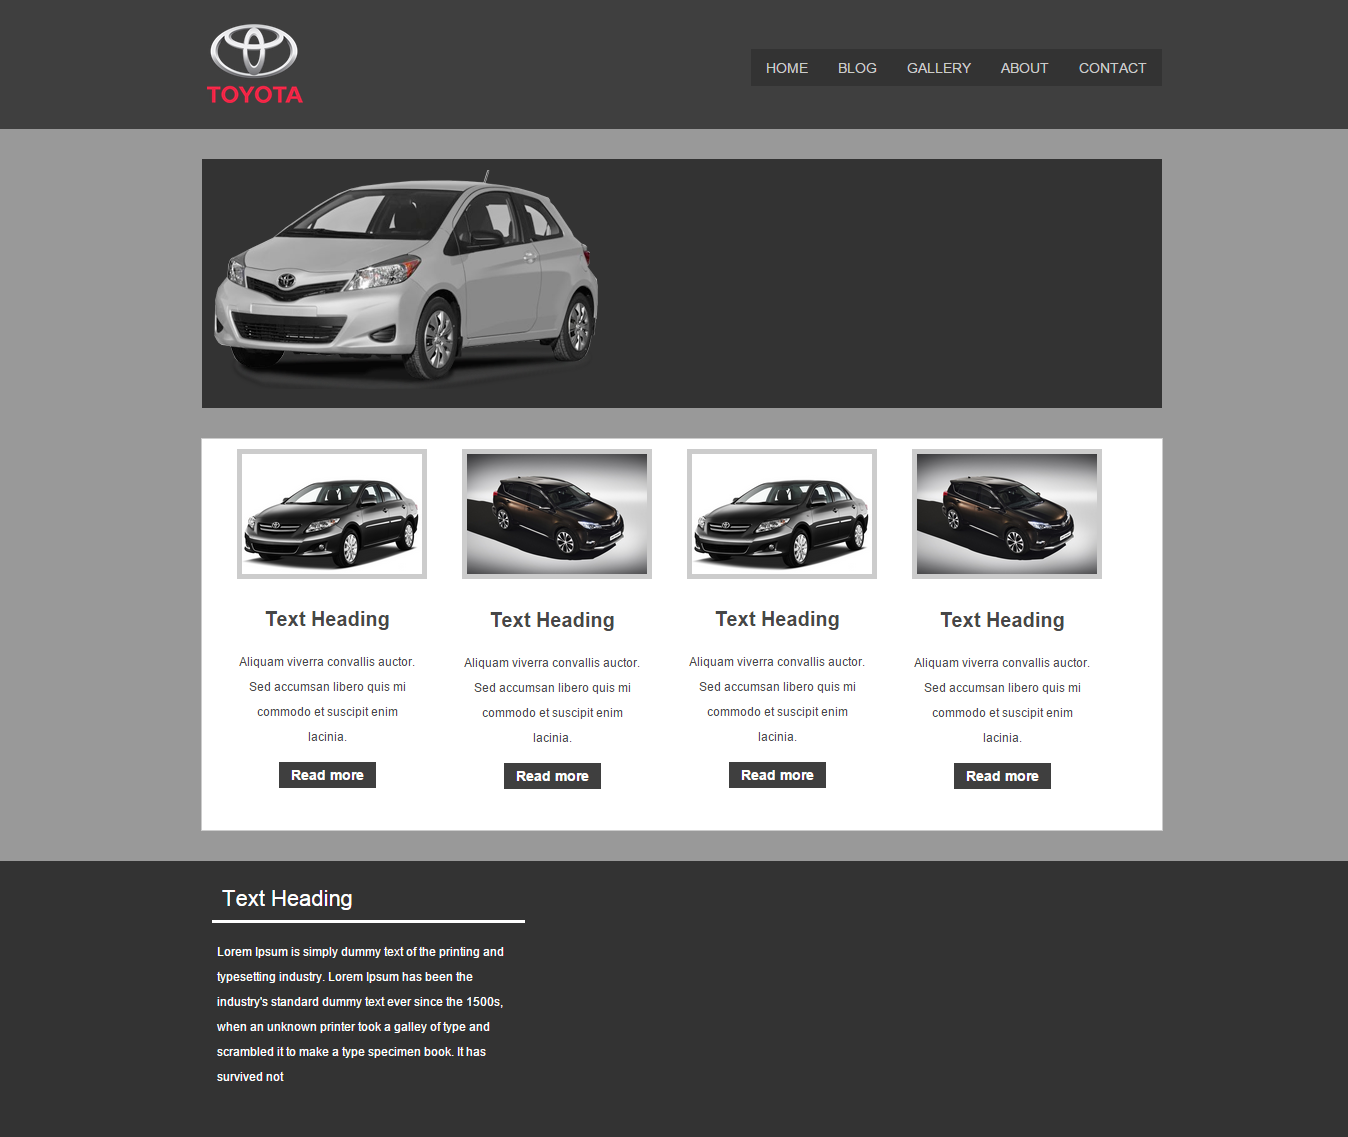 TOYOTA
HOME BLOG GALLERY ABOUT CONTACT
Text Heading
Aliquam viverra convallis auctor.
Sed accumsan libero quis mi
commodo et suscipit enim
lacinia.
Read more
Text Heading
Aliquam viverra convallis auctor.
Sed accumsan libero quis mi
commodo et suscipit enim
lacinia.
Read more
Text Heading
Aliquam viverra convallis auctor.
Sed accumsan libero quis mi
commodo et suscipit enim
lacinia.
Read more
Text Heading
Aliquam viverra convallis auctor.
Sed accumsan libero quis mi
commodo et suscipit enim
lacinia.
Read more
Text Heading
Lorem Ipsum is simply dummy text of the printing and
typesetting industry. Lorem Ipsum has been the
industry's standard dummy text ever since the 1500s,
when an unknown printer took a galley of type and
scrambled it to make a type specimen book. It has
survived not